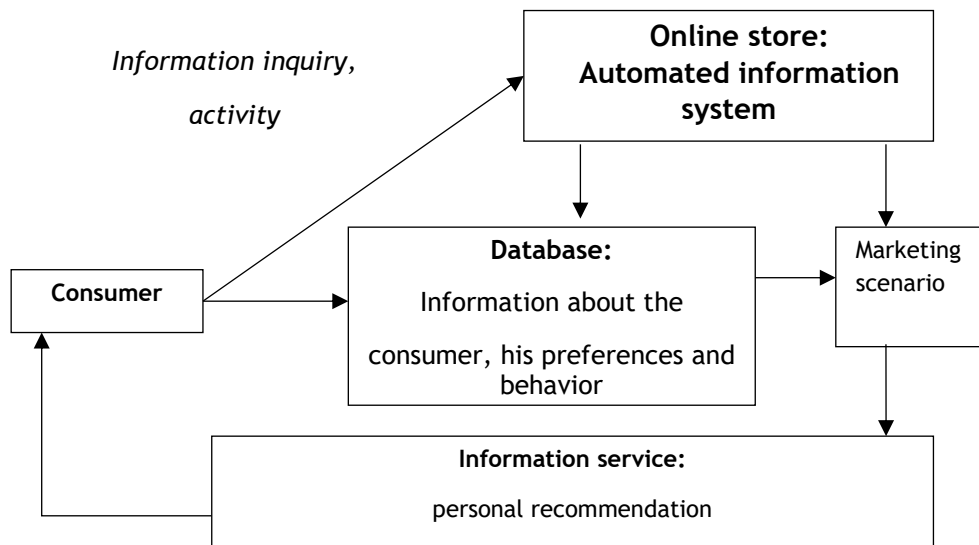 Information inquiry,
activity
Online store:
Automated information
system
Consumer
Database:
Information about the
consumer, his preferences and
behavior
Marketing
scenario
Information service:
personal recommendation